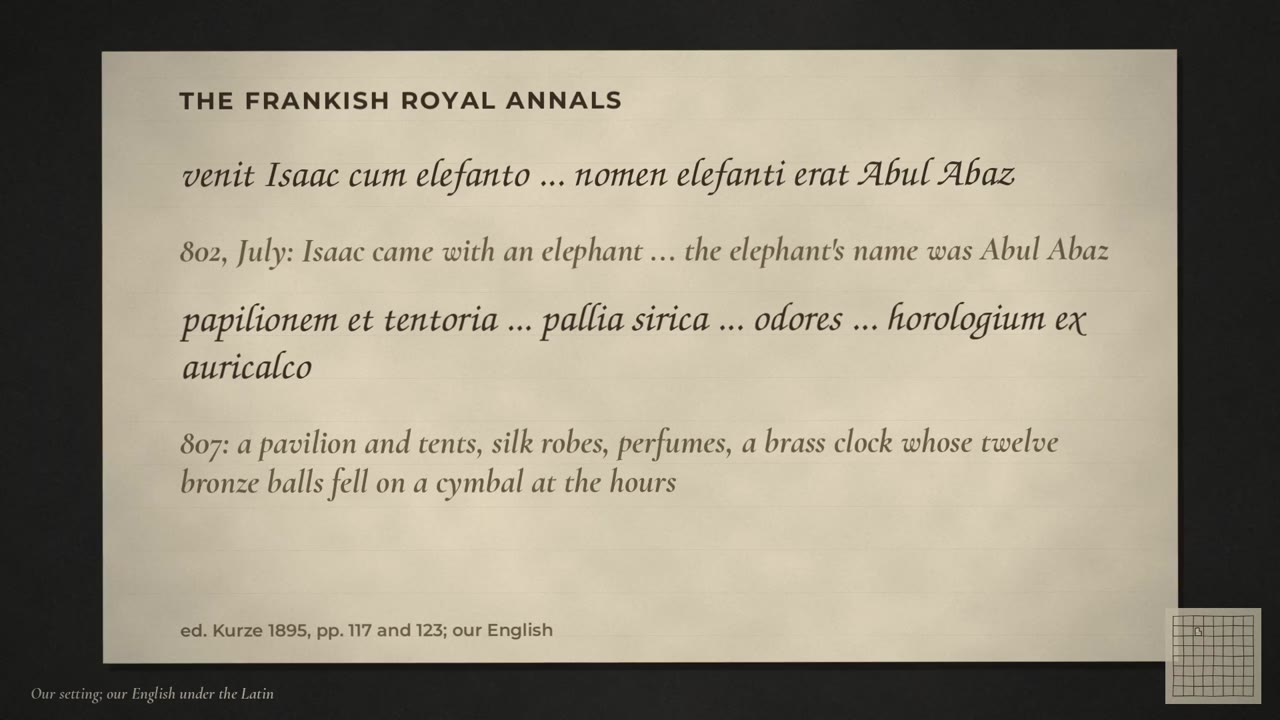 THE FRANKISH ROYAL ANNALS
venit Isaac cum elefanto ... nomen elefanti erat Abul Abaz
802, July: Isaac came with an elephant ... the elephant's name was Abul Abaz
papilionem et tentoria ... pallia sirica ... odores ... horologium ex
auricalco
807: a pavilion and tents, silk robes, perfumes, a brass clock whose twelve
bronze balls fell on a cymbal at the hours
ed. Kurze 1895, pp. 117 and 123; our English
Our setting; our English under the Latin